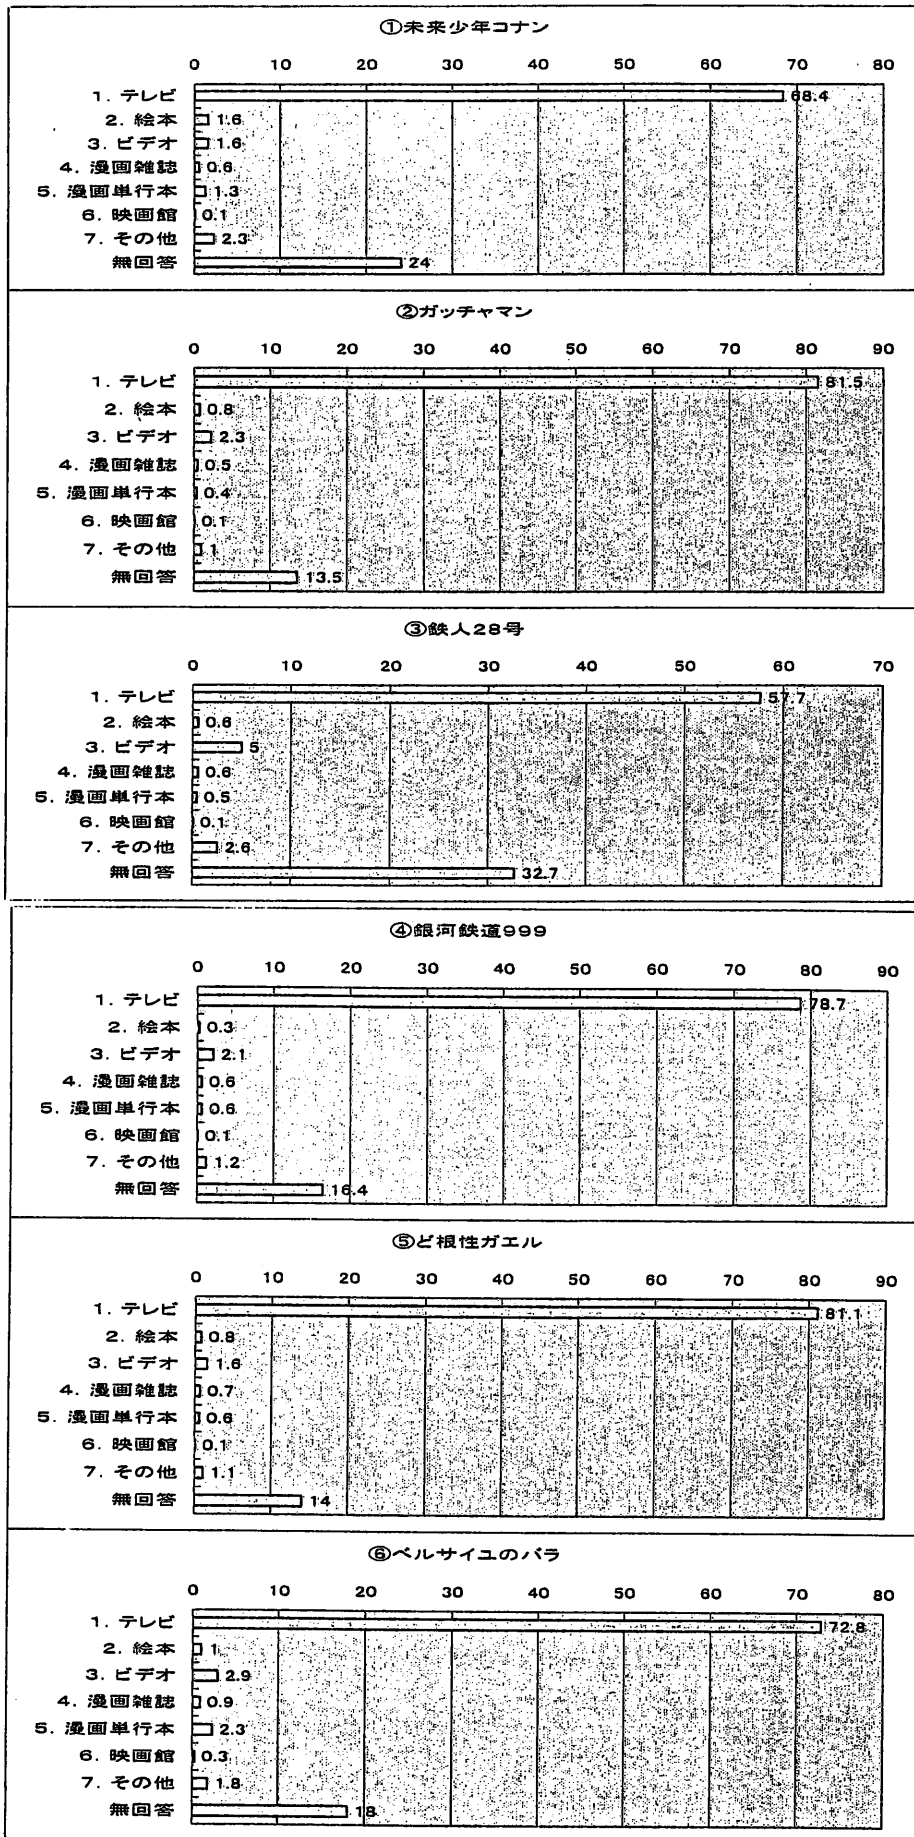 ①未来少年コナン
0 10 20 30 40 50 60 70 80
1. テレビ 68.4
2. 絵本 1.6
3. ビデオ 1.6
4. 漫画雑誌 0.6
5. 漫画単行本 1.3
6. 映画館 0.1
7. その他 2.3
無回答 24
②ガッチャマン
0 10 20 30 40 50 60 70 80 90
1. テレビ 81.5
2. 絵本 0.8
3. ビデオ 2.3
4. 漫画雑誌 0.5
5. 漫画単行本 0.4
6. 映画館 0.1
7. その他 1
無回答 13.5
③鉄人28号
0 10 20 30 40 50 60 70
1. テレビ 57.7
2. 絵本 0.6
3. ビデオ 5
4. 漫画雑誌 0.6
5. 漫画単行本 0.5
6. 映画館 0.1
7. その他 2.6
無回答 32.7
④銀河鉄道999
0 10 20 30 40 50 60 70 80 90
1. テレビ 78.7
2. 絵本 0.3
3. ビデオ 2.1
4. 漫画雑誌 0.6
5. 漫画単行本 0.6
6. 映画館 0.1
7. その他 1.2
無回答 16.4
⑤ど根性ガエル
0 10 20 30 40 50 60 70 80 90
1. テレビ 81.1
2. 絵本 0.8
3. ビデオ 1.6
4. 漫画雑誌 0.7
5. 漫画単行本 0.6
6. 映画館 0.1
7. その他 1.1
無回答 14
⑥ベルサイユのバラ
0 10 20 30 40 50 60 70 80
1. テレビ 72.8
2. 絵本 1
3. ビデオ 2.9
4. 漫画雑誌 0.9
5. 漫画単行本 2.3
6. 映画館 0.3
7. その他 1.8
無回答 18